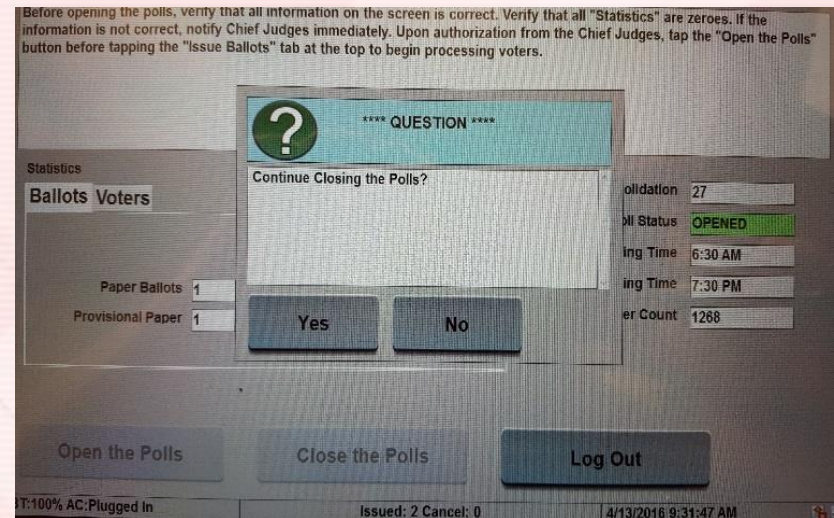 Before opening the polls, verify that all information on the screen is correct. Verify that all "Statistics" are zeroes. If the
information is not correct, notify Chief Judges immediately. Upon authorization from the Chief Judges, tap the "Open the Polls"
button before tapping the "Issue Ballots" tab at the top to begin processing voters.
**** QUESTION ****
Continue Closing the Polls?
Yes No
Statistics
Ballots Voters
Paper Ballots 1
Provisional Paper 1
olidation 27
oll Status OPENED
ing Time 6:30 AM
ing Time 7:30 PM
er Count 1268
Open the Polls Close the Polls Log Out
BT:100% AC:Plugged In Issued: 2 Cancel: 0 4/13/2016 9:31:47 AM